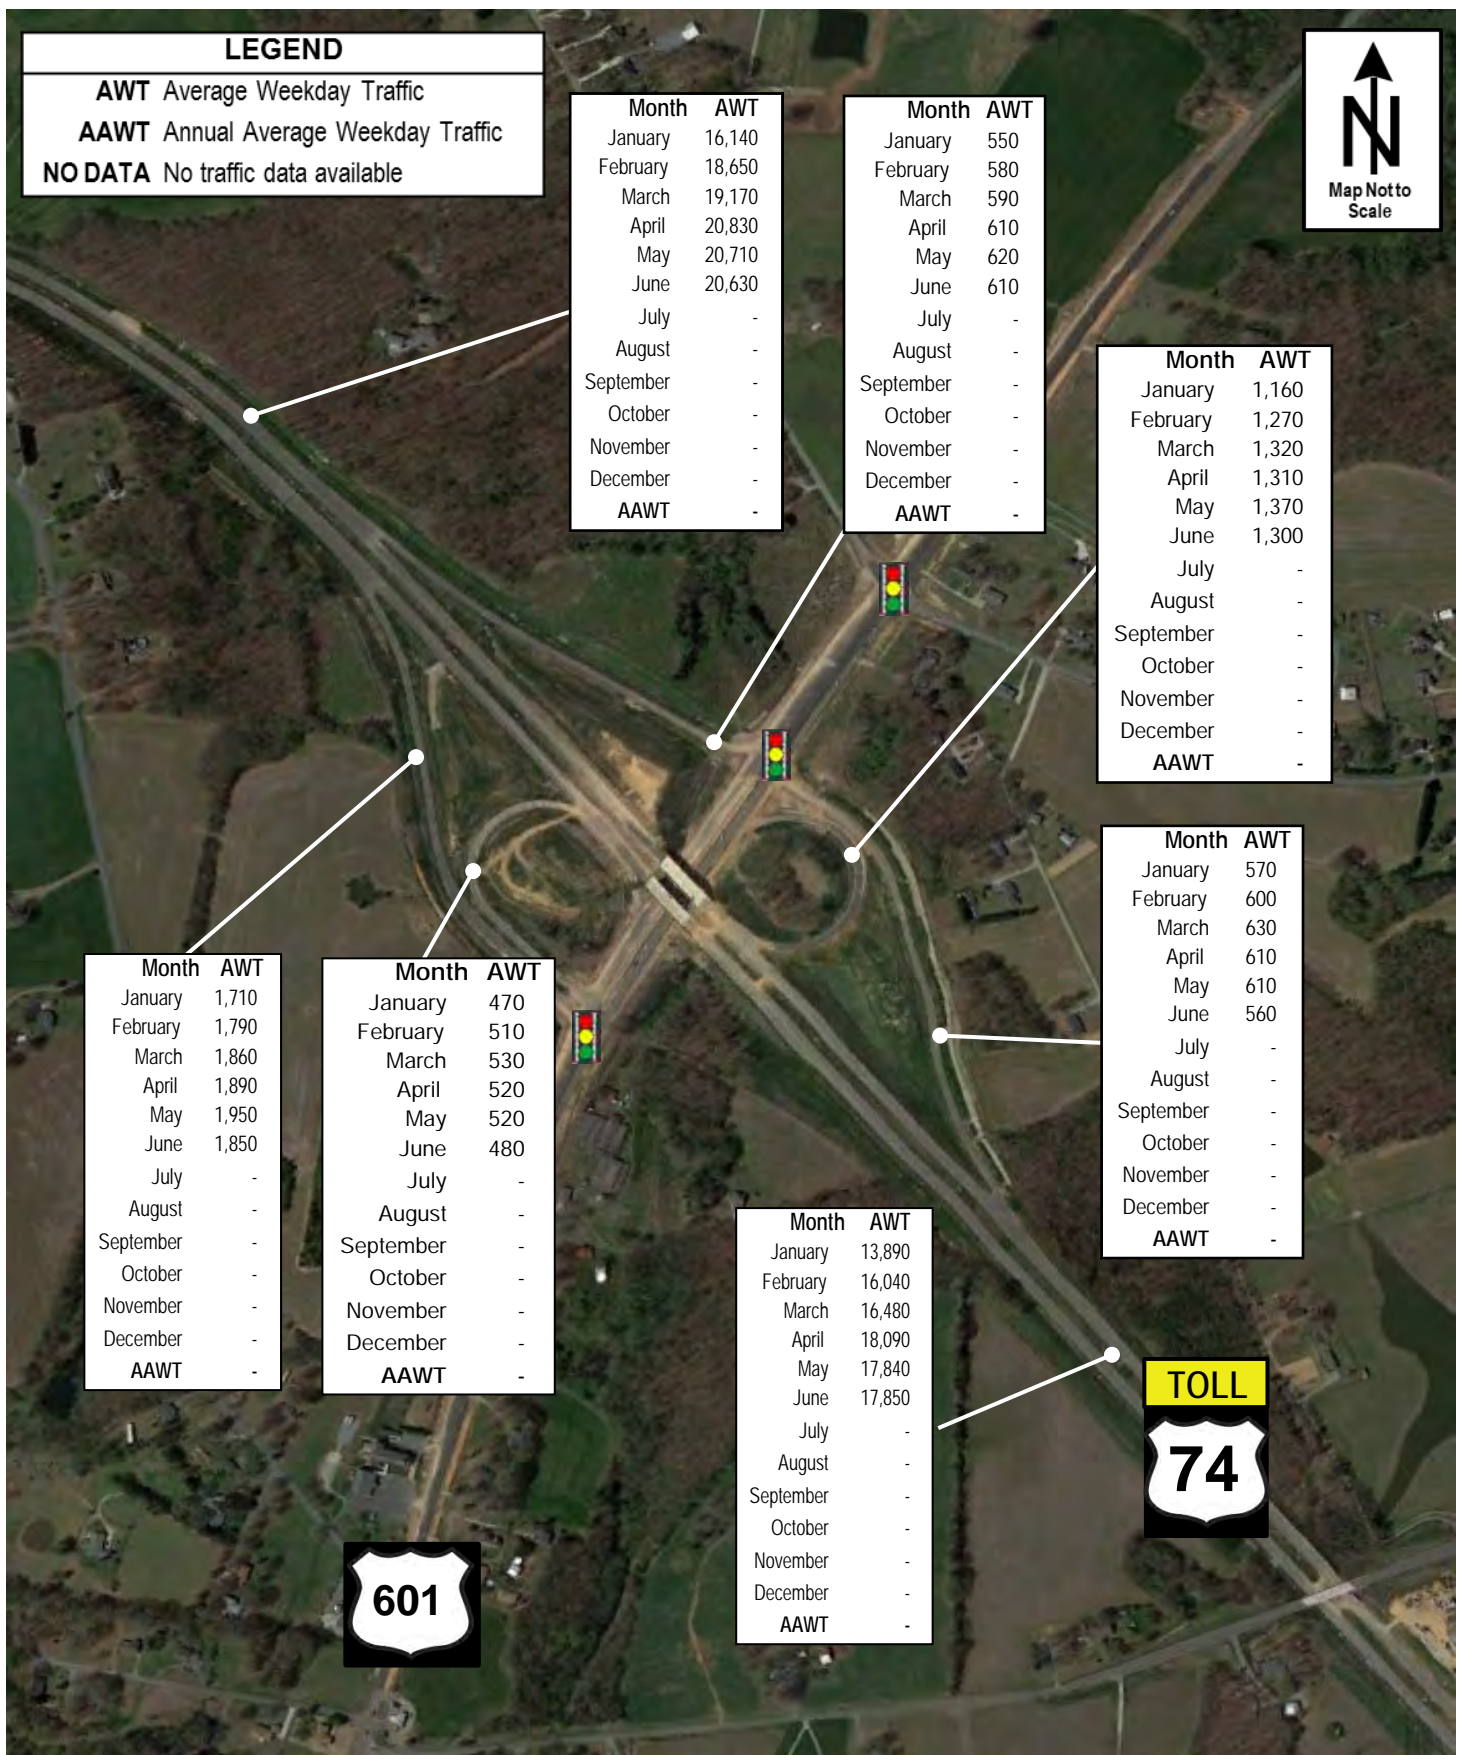 LEGEND
AWT Average Weekday Traffic
AAWT Annual Average Weekday Traffic
NO DATA No traffic data available
Month AWT
January 16,140
February 18,650
March 19,170
April 20,830
May 20,710
June 20,630
July -
August -
September -
October -
November -
December -
AAWT -
Month AWT
January 550
February 580
March 590
April 610
May 620
June 610
July -
August -
September -
October -
November -
December -
AAWT -
N
Map Not to
Scale
Month AWT
January 1,160
February 1,270
March 1,320
April 1,310
May 1,370
June 1,300
July -
August -
September -
October -
November -
December -
AAWT -
Month AWT
January 570
February 600
March 630
April 610
May 610
June 560
July -
August -
September -
October -
November -
December -
AAWT -
Month AWT
January 1,710
February 1,790
March 1,860
April 1,890
May 1,950
June 1,850
July -
August -
September -
October -
November -
December -
AAWT -
Month AWT
January 470
February 510
March 530
April 520
May 520
June 480
July -
August -
September -
October -
November -
December -
AAWT -
Month AWT
January 13,890
February 16,040
March 16,480
April 18,090
May 17,840
June 17,850
July -
August -
September -
October -
November -
December -
AAWT -
TOLL
74
601